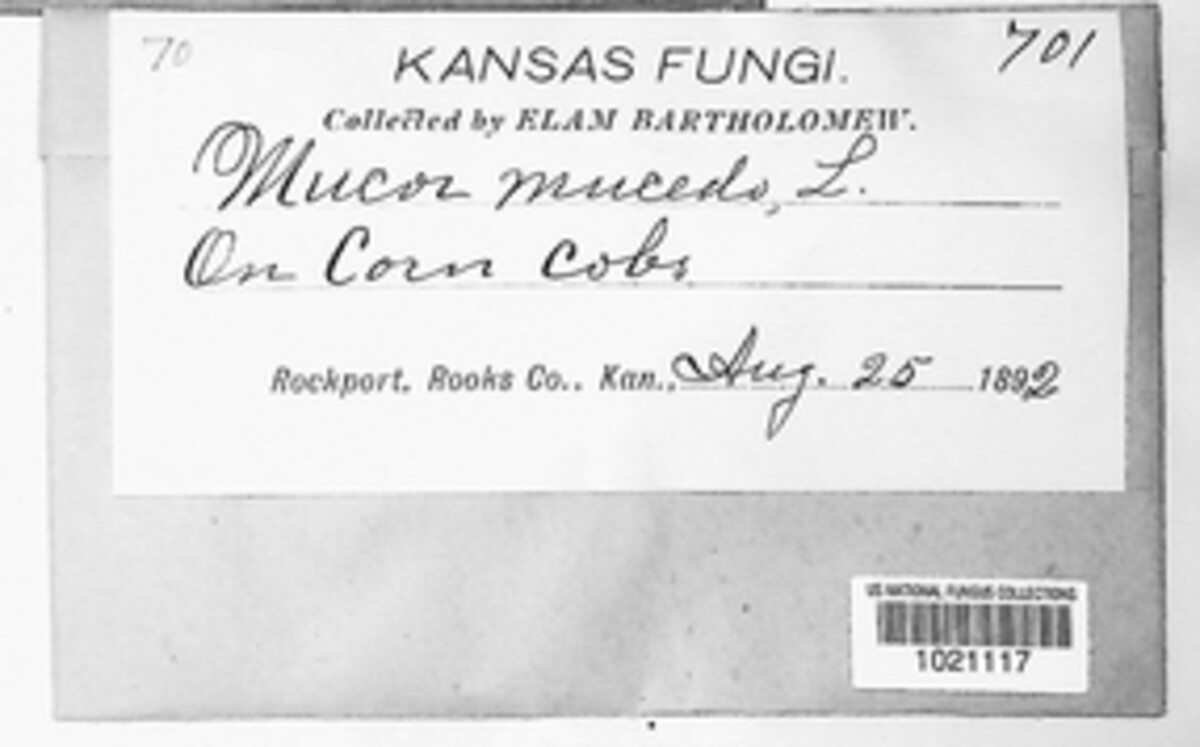 70
701
KANSAS FUNGI.
Collected by ELAM BARTHOLOMEW.
Mucor mucedo, L.
On Corn cobs
Rockport, Rooks Co., Kan., Aug. 25 1892
US NATIONAL FUNGUS COLLECTIONS
1021117